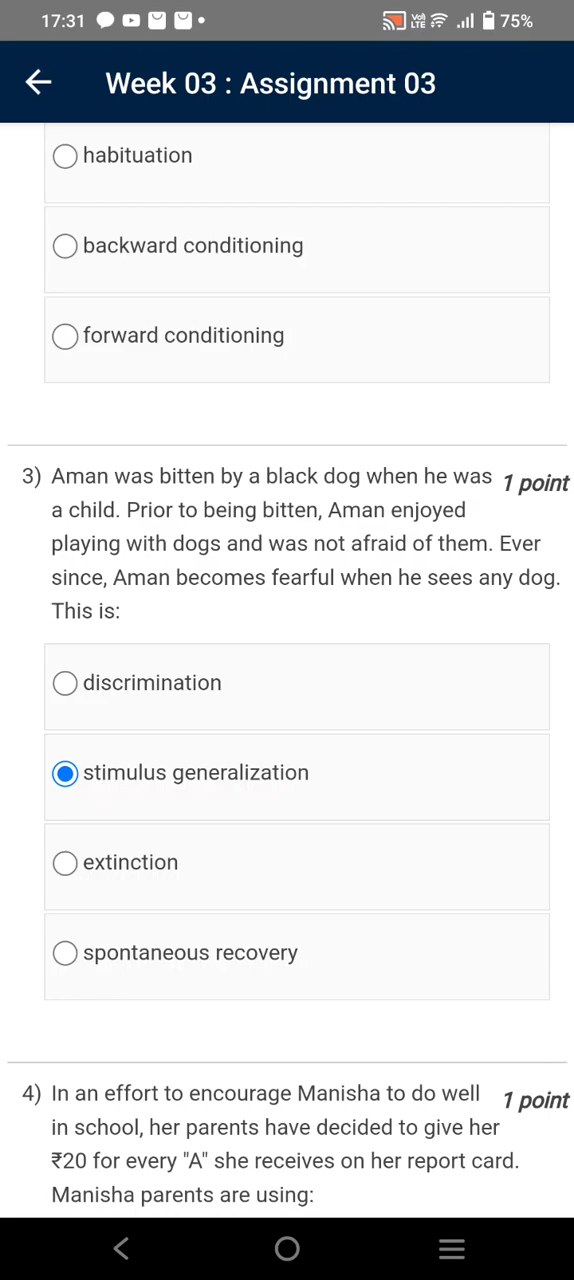 17:31 Vo) LTE 75%
Week 03 : Assignment 03
habituation
backward conditioning
forward conditioning
3) Aman was bitten by a black dog when he was 1 point
a child. Prior to being bitten, Aman enjoyed
playing with dogs and was not afraid of them. Ever
since, Aman becomes fearful when he sees any dog.
This is:
discrimination
stimulus generalization
extinction
spontaneous recovery
4) In an effort to encourage Manisha to do well 1 point
in school, her parents have decided to give her
₹20 for every "A" she receives on her report card.
Manisha parents are using: